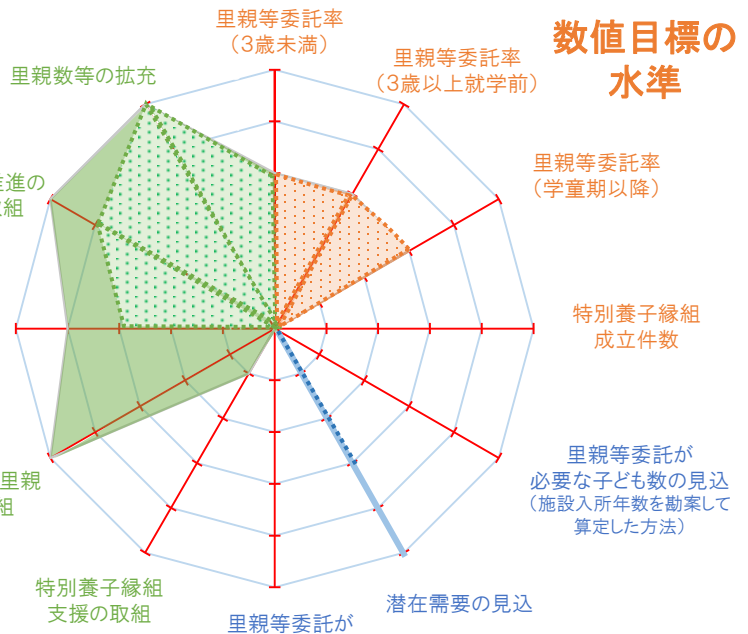 数値目標の
水準
里親等委託率
（3歳未満）
里親等委託率
（3歳以上就学前）
里親等委託率
（学童期以降）
特別養子縁組
成立件数
里親等委託が
必要な子ども数の見込
（施設入所年数を勘案して
算定した方法）
潜在需要の見込
里親等委託が
特別養子縁組
支援の取組
里親
組
進の
組
里親数等の拡充